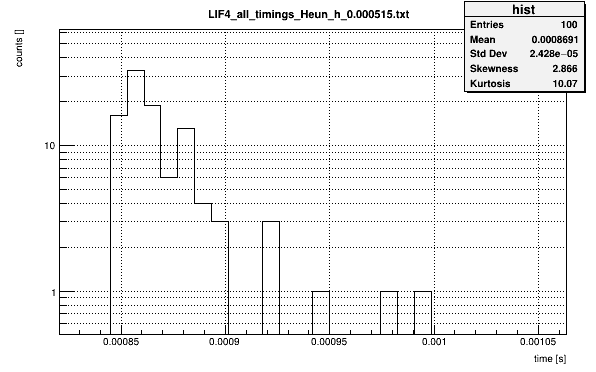 LIF4_all_timings_Heun_h_0.000515.txt
hist
Entries 100
Mean 0.0008691
Std Dev 2.428e−05
Skewness 2.866
Kurtosis 10.07
counts []
10
1
0.00085 0.0009 0.00095 0.001 0.00105
time [s]